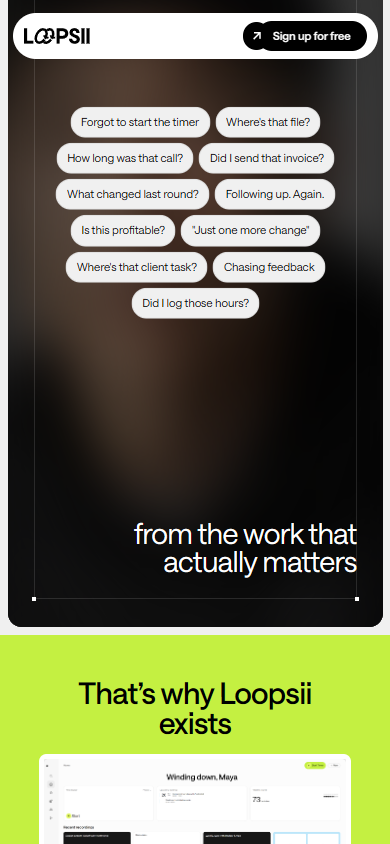 LOOPSII
Sign up for free
Forgot to start the timer
Where's that file?
How long was that call?
Did I send that invoice?
What changed last round?
Following up. Again.
Is this profitable?
"Just one more change"
Where's that client task?
Chasing feedback
Did I log those hours?
from the work that
actually matters
That's why Loopsii
exists
Winding down, Maya
73
Recent recordings